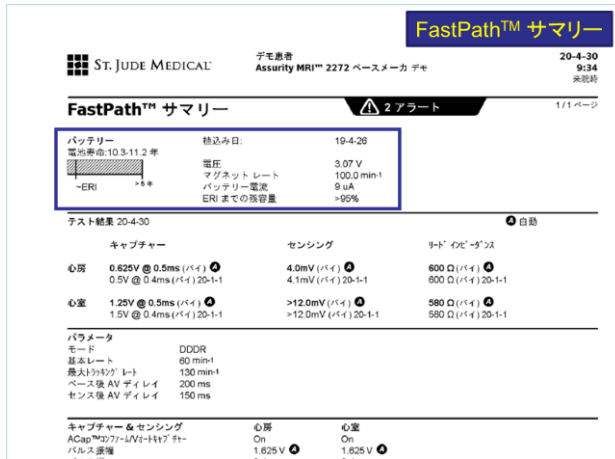 FastPath™ サマリー
ST. JUDE MEDICAL
デモ患者
Assurity MRI™ 2272 ペースメーカ デモ
20-4-30
9:34
来院時
FastPath™ サマリー
2 アラート
1/1 ページ
バッテリー
電池寿命:10.3-11.2 年
~ERI
>5 年
植込み日: 19-4-26
電圧 3.07 V
マグネット レート 100.0 min-1
バッテリー電流 9 uA
ERI までの残容量 >95%
テスト結果 20-4-30
A 自動
キャプチャー センシング リード インピーダンス
心房 0.625V @ 0.5ms (バイ) A 4.0mV (バイ) A 600 Ω (バイ) A
0.5V @ 0.4ms (バイ) 20-1-1 4.1mV (バイ) 20-1-1 600 Ω (バイ) 20-1-1
心室 1.25V @ 0.5ms (バイ) A >12.0mV (バイ) A 580 Ω (バイ) A
1.5V @ 0.4ms (バイ) 20-1-1 >12.0mV (バイ) 20-1-1 580 Ω (バイ) 20-1-1
パラメータ
モード DDDR
基本レート 60 min-1
最大トラッキング レート 130 min-1
ペース後 AV ディレイ 200 ms
センス後 AV ディレイ 150 ms
キャプチャー & センシング 心房 心室
ACap™コンファーム/Vオートキャプチャー On On
パルス振幅 1.625 V A 1.625 V A